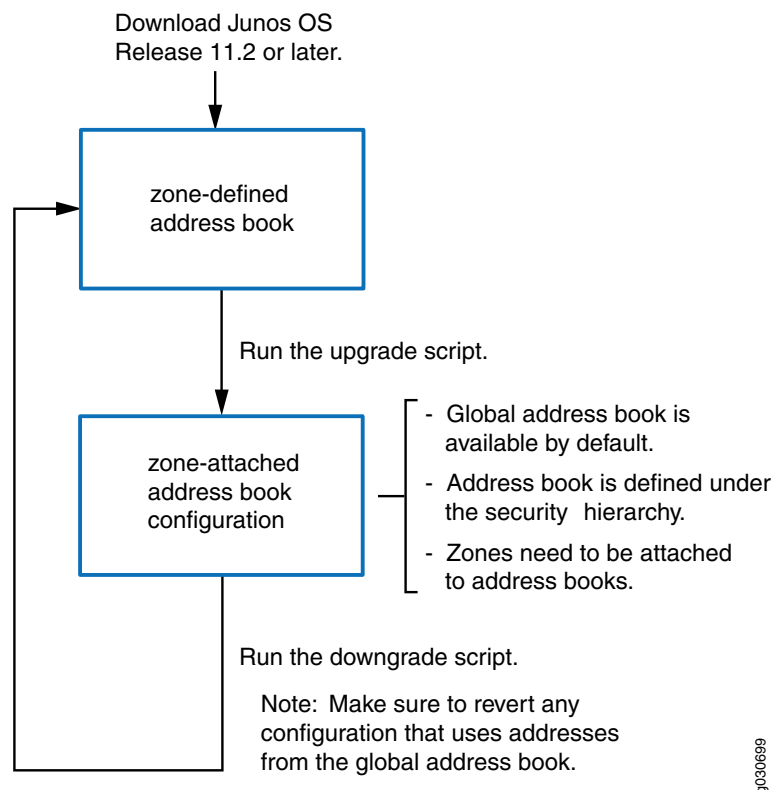 Download Junos OS
Release 11.2 or later.
zone-defined
address book
Run the upgrade script.
zone-attached
address book
configuration
- Global address book is
available by default.
- Address book is defined under
the security hierarchy.
- Zones need to be attached
to address books.
Run the downgrade script.
Note: Make sure to revert any
configuration that uses addresses
from the global address book.
g030699